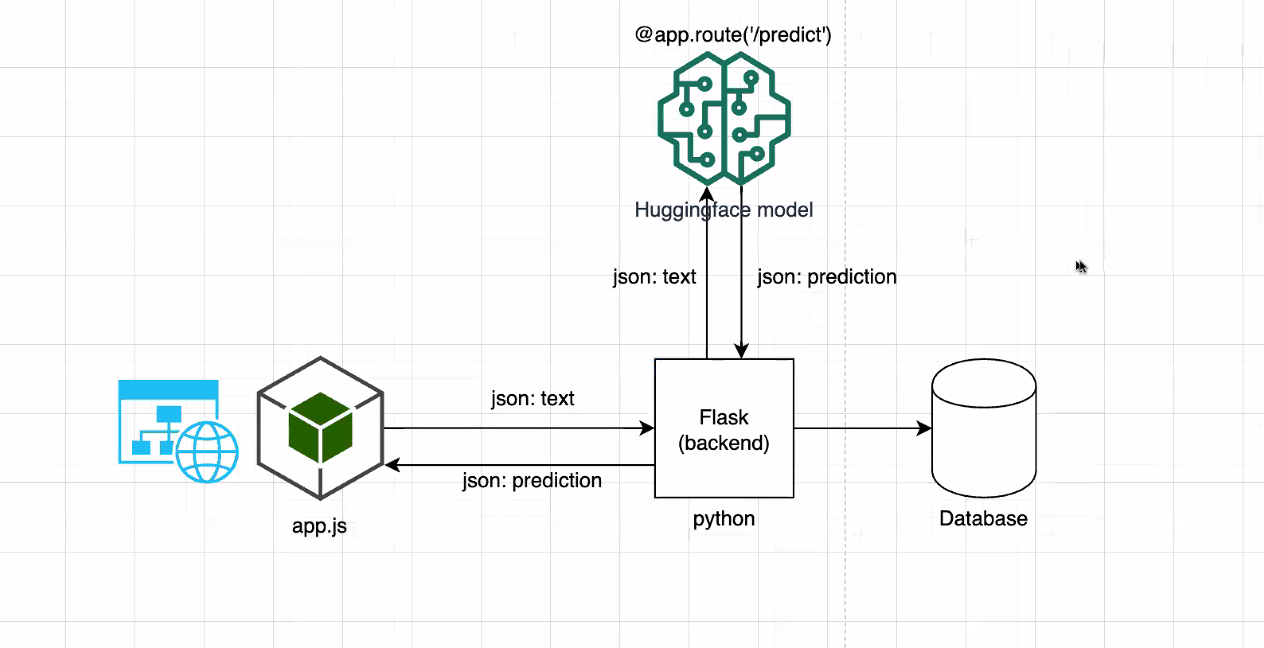 @app.route('/predict')
Huggingface model
json: text
json: prediction
json: text
Flask
(backend)
json: prediction
app.js
python
Database